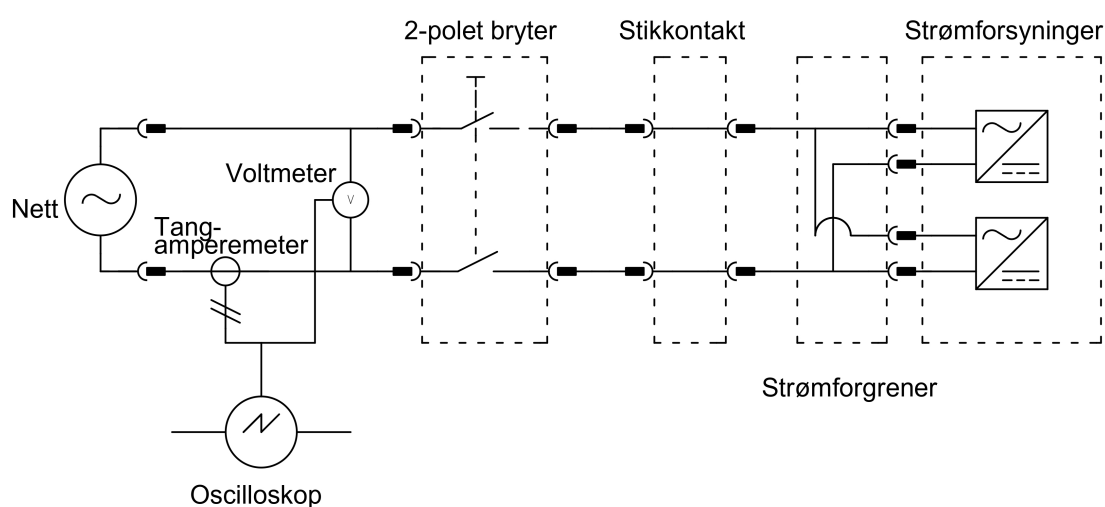 2-polet bryter
Stikkontakt
Strømforsyninger
Voltmeter
V
Nett
Tang-
amperemeter
Strømforgrener
Oscilloskop